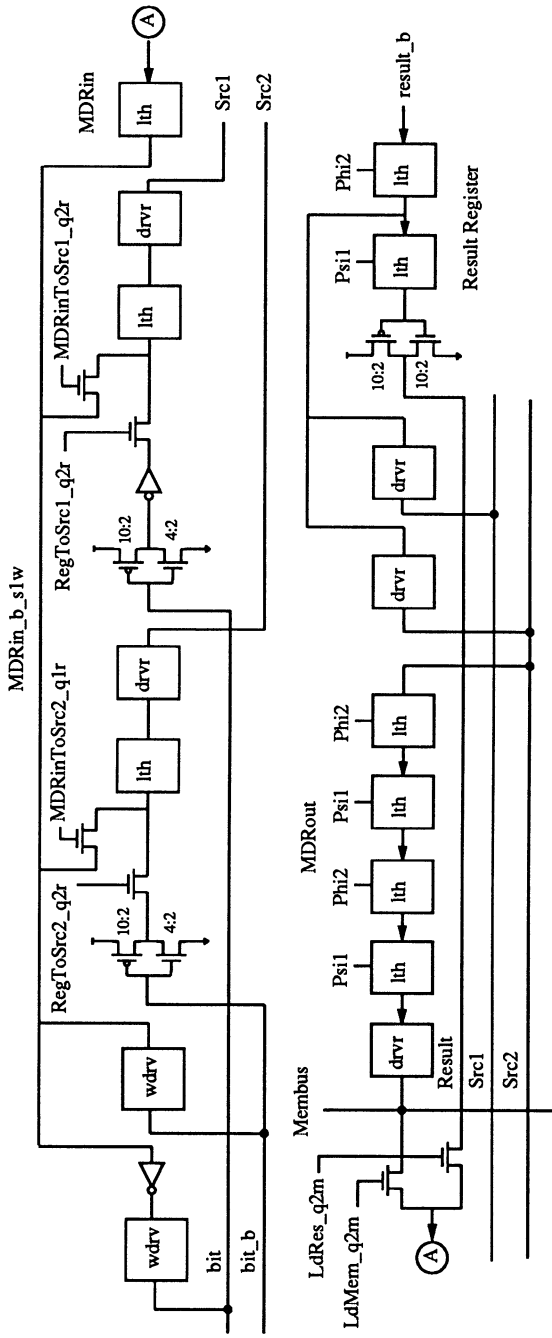 A
MDRin
lth
Src1
Src2
drvr
lth
MDRinToSrc1_q2r
RegToSrc1_q2r
10:2
4:2
MDRin_b_s1w
drvr
lth
MDRinToSrc2_q1r
RegToSrc2_q2r
10:2
4:2
wdrv
wdrv
bit
bit_b
result_b
Phi2
lth
Psi1
lth
Result Register
10:2
10:2
drvr
drvr
Phi2
lth
Psi1
lth
MDRout
Phi2
lth
Psi1
lth
drvr
Result
Src1
Src2
Membus
LdRes_q2m
LdMem_q2m
A